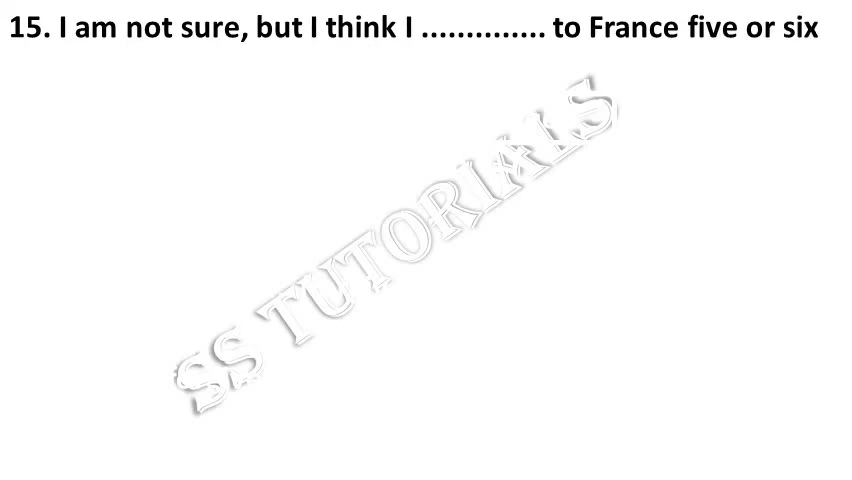 15. I am not sure, but I think I .............. to France five or six
SS TUTORIALS